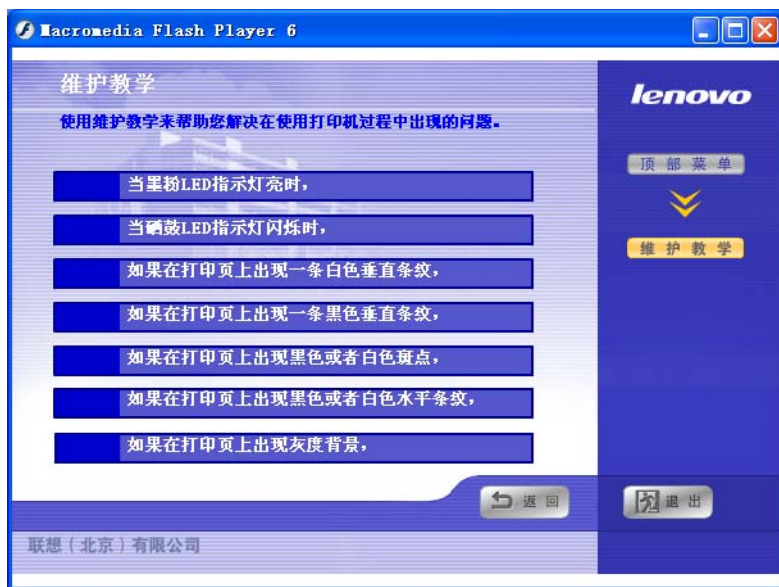 Macromedia Flash Player 6
维护教学
使用维护教学来帮助您解决在使用打印机过程中出现的问题。
当墨粉LED指示灯亮时，
当硒鼓LED指示灯闪烁时，
如果在打印页上出现一条白色垂直条纹，
如果在打印页上出现一条黑色垂直条纹，
如果在打印页上出现黑色或者白色斑点，
如果在打印页上出现黑色或者白色水平条纹，
如果在打印页上出现灰度背景，
lenovo
顶部菜单
维护教学
返回
退出
联想（北京）有限公司